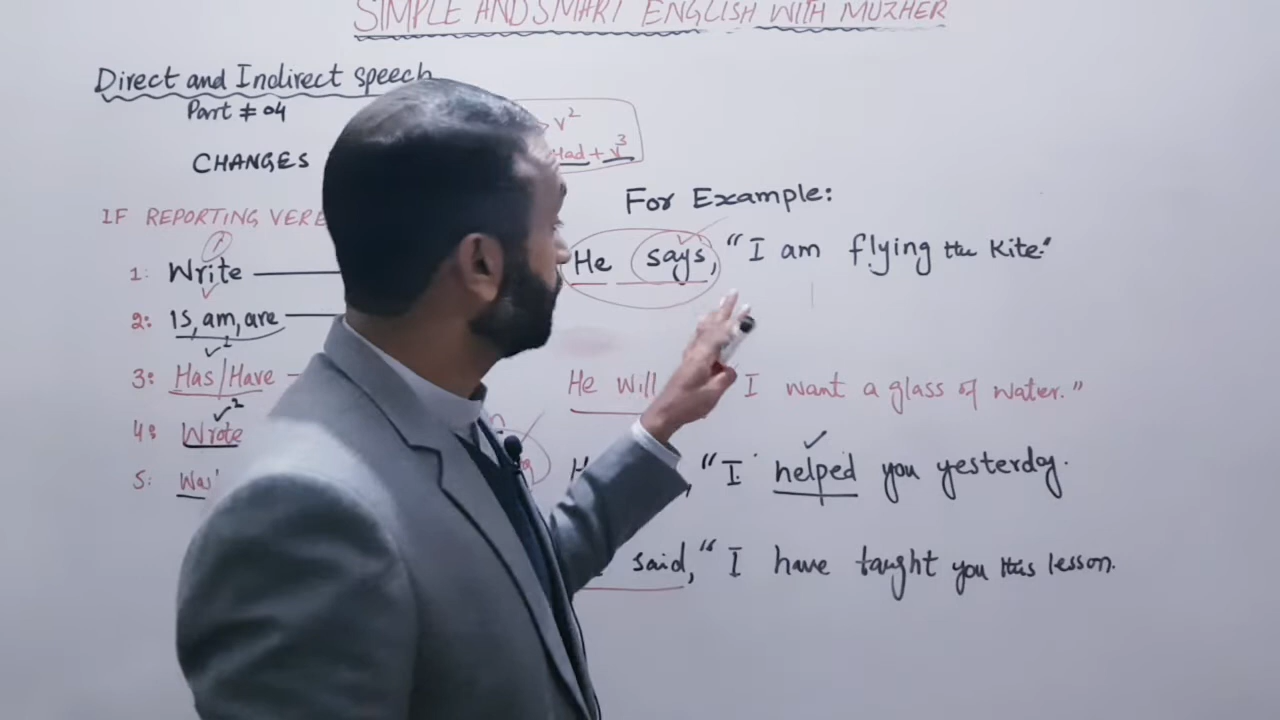 SIMPLE AND SMART ENGLISH WITH MUZHER
Direct and Indirect speech
Part # 04
CHANGES
V²
Had + V³
IF REPORTING VERB
1: Write
2: Is, am, are
3: Has/Have
4: Wrote
5: Was
For Example:
He says, "I am flying the Kite."
He will "I want a glass of water."
, "I helped you yesterday.
said, "I have taught you this lesson.